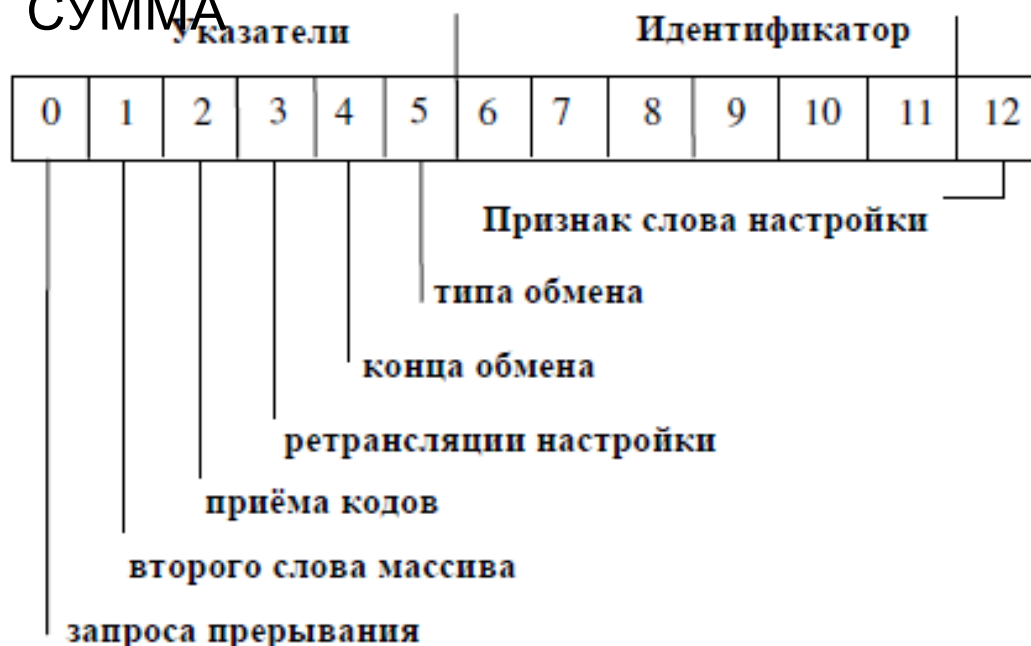 СУММА
Указатели Идентификатор
0 1 2 3 4 5 6 7 8 9 10 11 12
Признак слова настройки
типа обмена
конца обмена
ретрансляции настройки
приёма кодов
второго слова массива
запроса прерывания